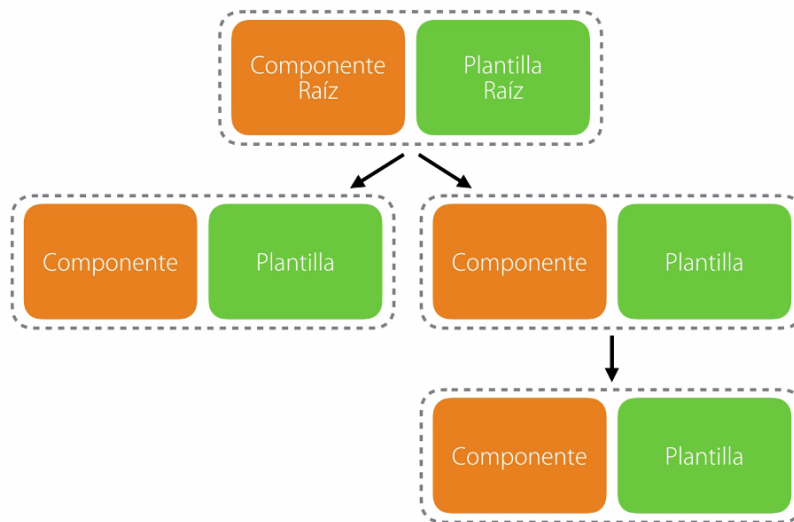 Componente
Raíz
Plantilla
Raíz
Componente
Plantilla
Componente
Plantilla
Componente
Plantilla